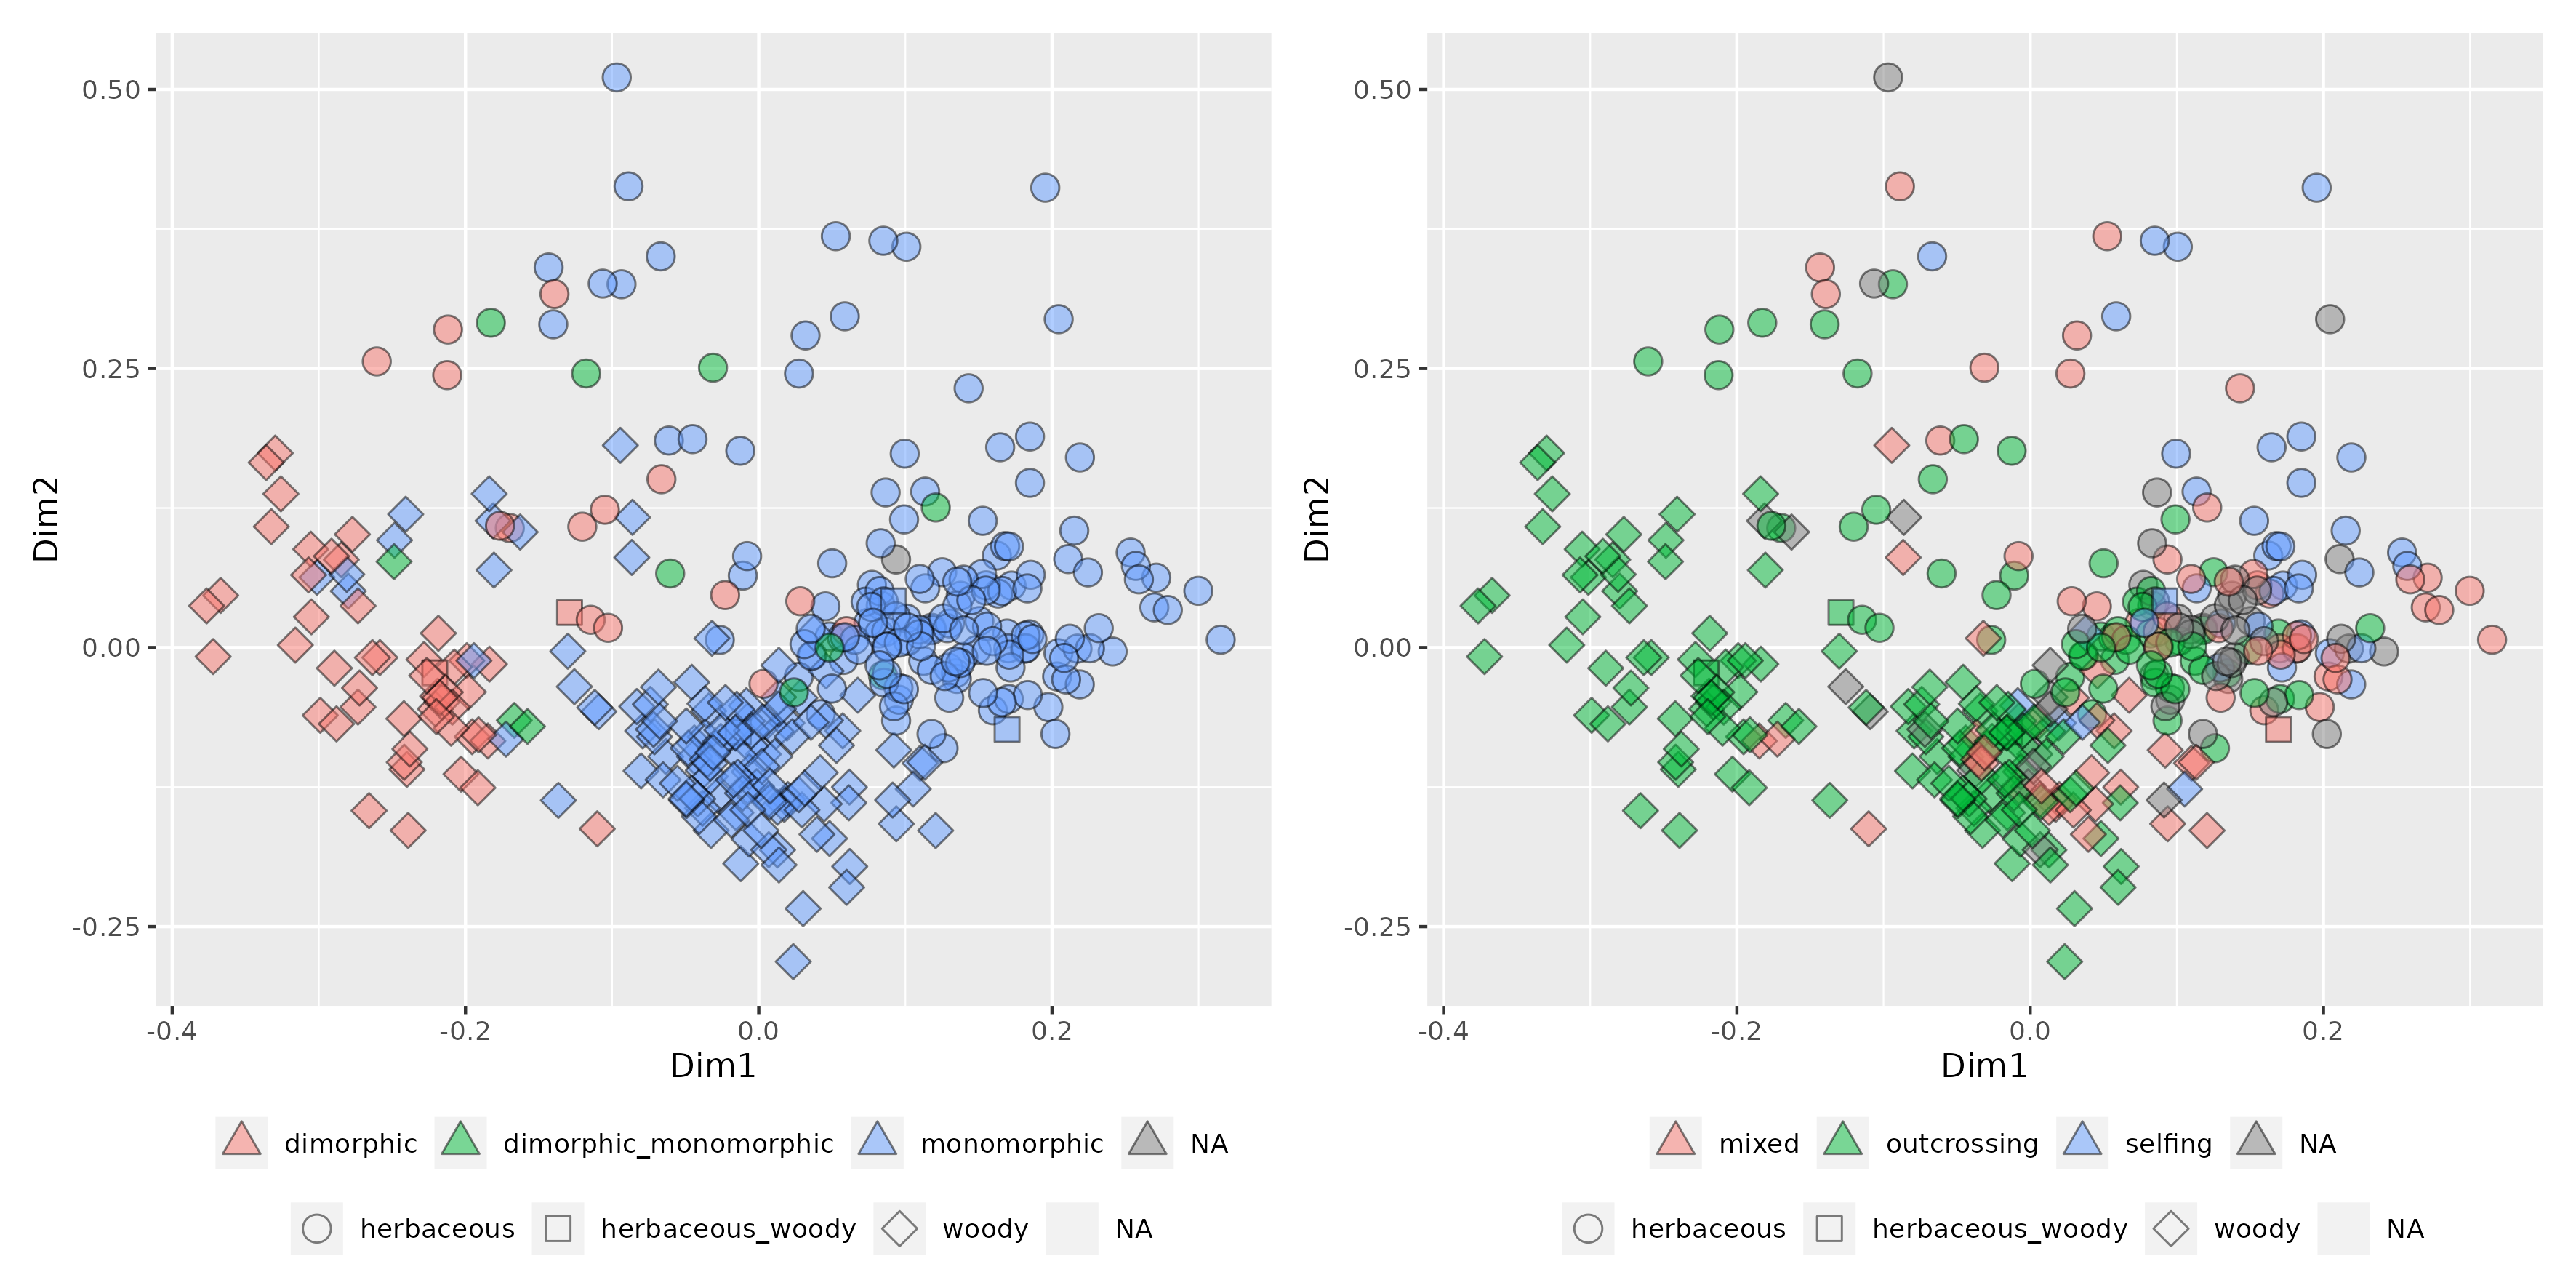 0.50
0.25
0.00
-0.25
Dim2
-0.4 -0.2 0.0 0.2
Dim1
dimorphic dimorphic_monomorphic monomorphic NA
herbaceous herbaceous_woody woody NA
0.50
0.25
0.00
-0.25
Dim2
-0.4 -0.2 0.0 0.2
Dim1
mixed outcrossing selfing NA
herbaceous herbaceous_woody woody NA